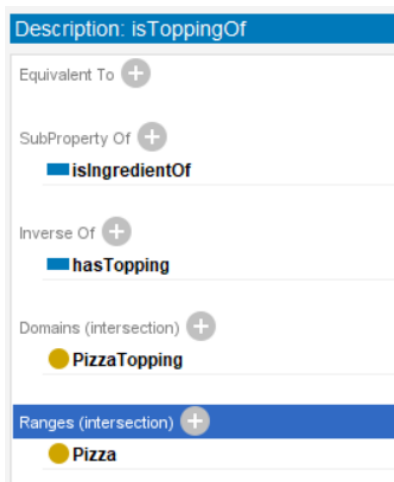 Description: isToppingOf
Equivalent To
SubProperty Of
isIngredientOf
Inverse Of
hasTopping
Domains (intersection)
PizzaTopping
Ranges (intersection)
Pizza